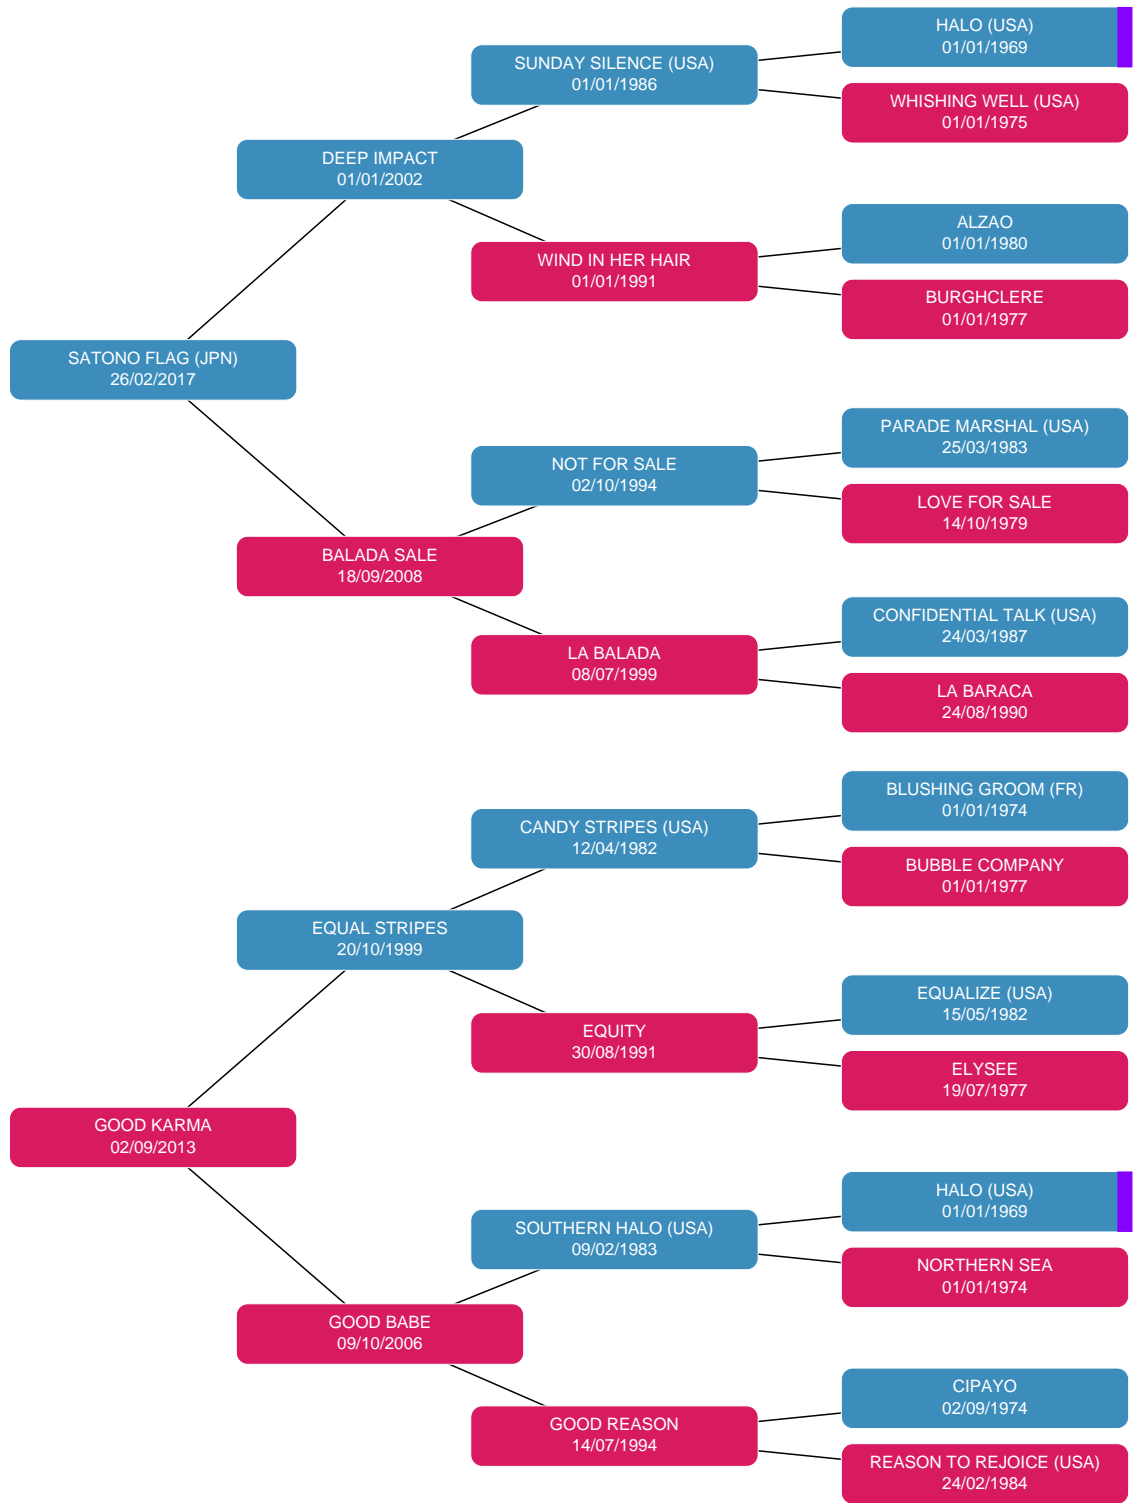 HALO (USA)
01/01/1969
SUNDAY SILENCE (USA)
01/01/1986
WHISHING WELL (USA)
01/01/1975
DEEP IMPACT
01/01/2002
ALZAO
01/01/1980
WIND IN HER HAIR
01/01/1991
BURGHCLERE
01/01/1977
SATONO FLAG (JPN)
26/02/2017
PARADE MARSHAL (USA)
25/03/1983
NOT FOR SALE
02/10/1994
LOVE FOR SALE
14/10/1979
BALADA SALE
18/09/2008
CONFIDENTIAL TALK (USA)
24/03/1987
LA BALADA
08/07/1999
LA BARACA
24/08/1990
BLUSHING GROOM (FR)
01/01/1974
CANDY STRIPES (USA)
12/04/1982
BUBBLE COMPANY
01/01/1977
EQUAL STRIPES
20/10/1999
EQUALIZE (USA)
15/05/1982
EQUITY
30/08/1991
ELYSEE
19/07/1977
GOOD KARMA
02/09/2013
HALO (USA)
01/01/1969
SOUTHERN HALO (USA)
09/02/1983
NORTHERN SEA
01/01/1974
GOOD BABE
09/10/2006
CIPAYO
02/09/1974
GOOD REASON
14/07/1994
REASON TO REJOICE (USA)
24/02/1984